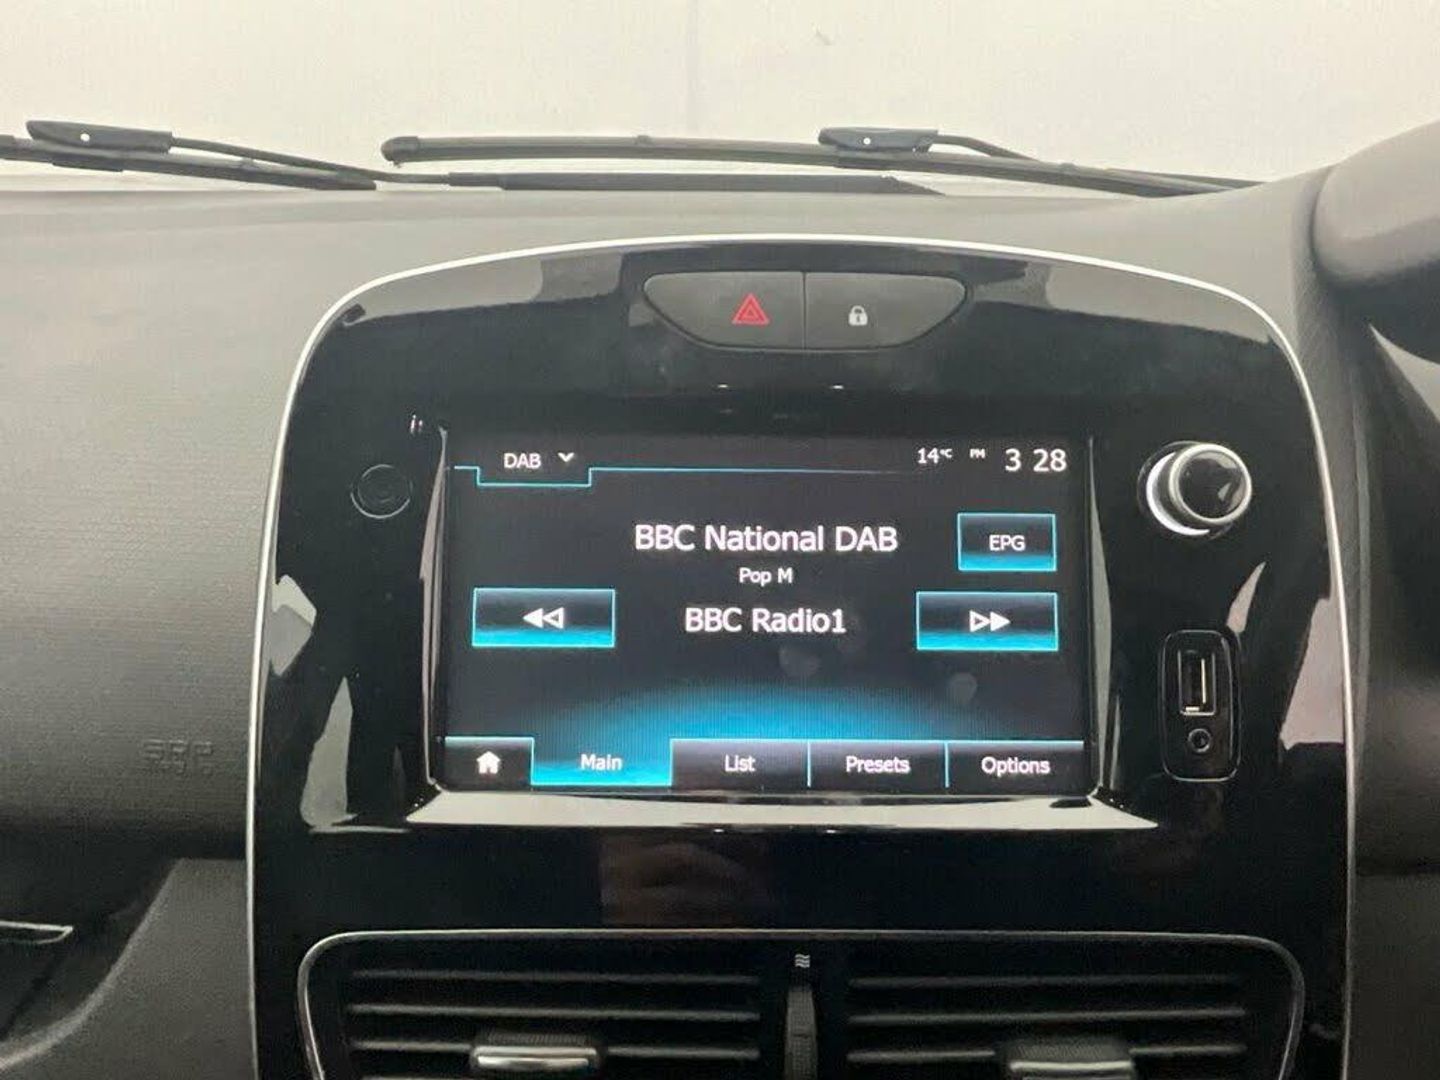 DAB
14°C PM 3 28
BBC National DAB
EPG
Pop M
BBC Radio1
Main
List
Presets
Options